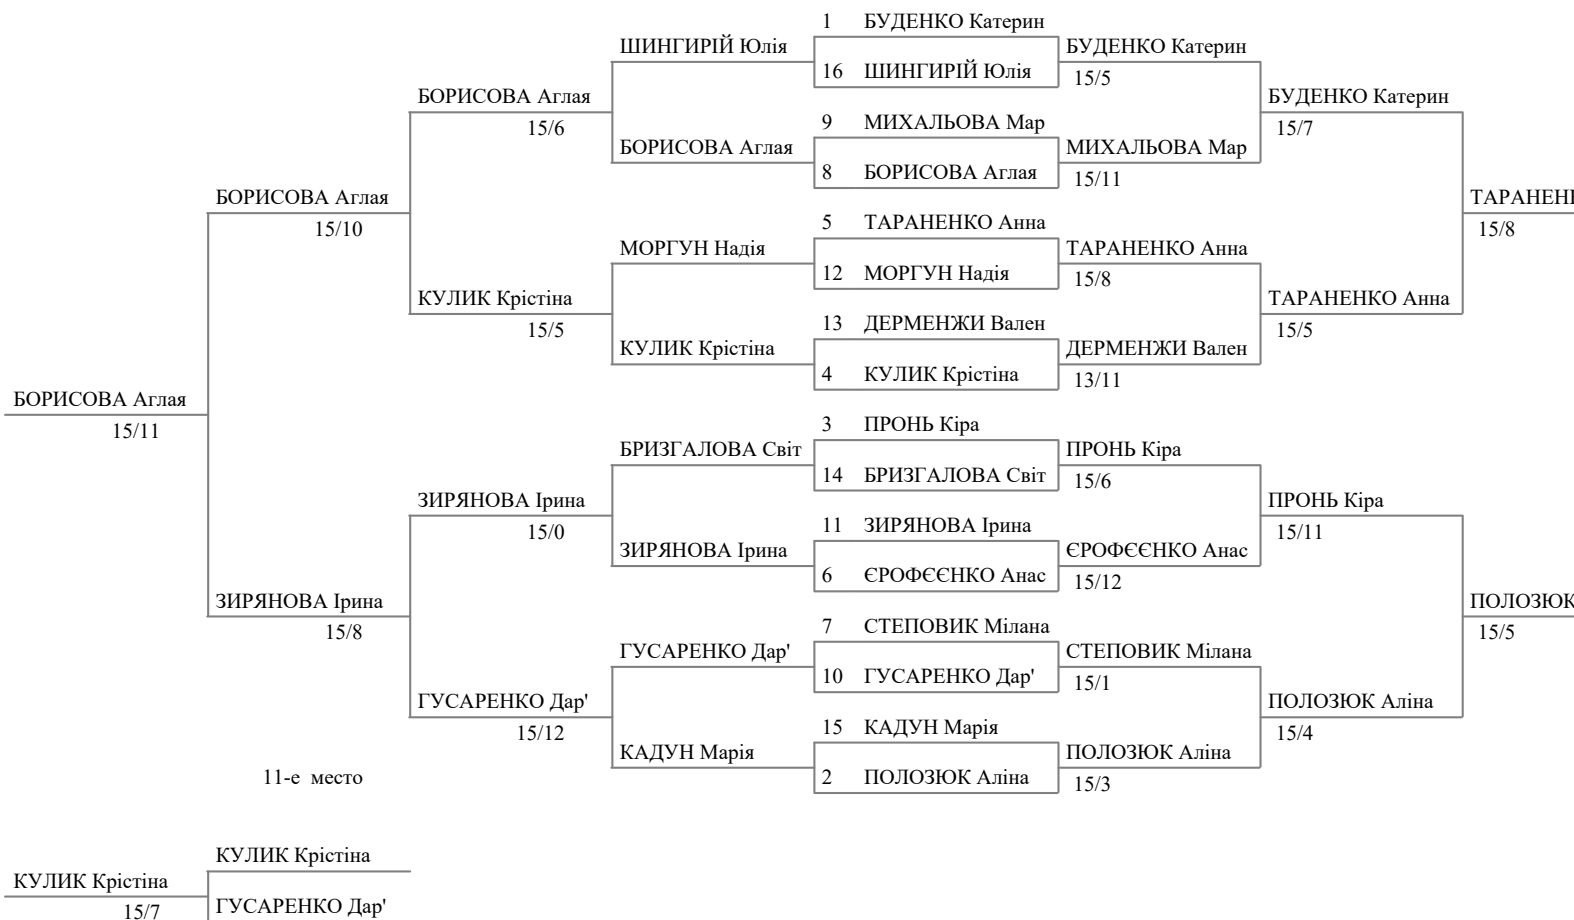 1 БУДЕНКО Катерин
ШИНГИРІЙ Юлія
БУДЕНКО Катерин
16 ШИНГИРІЙ Юлія
15/5
БОРИСОВА Аглая
БУДЕНКО Катерин
15/6
9 МИХАЛЬОВА Мар
15/7
БОРИСОВА Аглая
МИХАЛЬОВА Мар
8 БОРИСОВА Аглая
15/11
БОРИСОВА Аглая
ТАРАНЕН
15/10
5 ТАРАНЕНКО Анна
15/8
МОРГУН Надія
ТАРАНЕНКО Анна
12 МОРГУН Надія
15/8
КУЛИК Крістіна
ТАРАНЕНКО Анна
15/5
13 ДЕРМЕНЖИ Вален
15/5
КУЛИК Крістіна
ДЕРМЕНЖИ Вален
4 КУЛИК Крістіна
13/11
БОРИСОВА Аглая
15/11
3 ПРОНЬ Кіра
БРИЗГАЛОВА Світ
ПРОНЬ Кіра
14 БРИЗГАЛОВА Світ
15/6
ЗИРЯНОВА Ірина
ПРОНЬ Кіра
15/0
11 ЗИРЯНОВА Ірина
15/11
ЗИРЯНОВА Ірина
ЄРОФЄЄНКО Анас
6 ЄРОФЄЄНКО Анас
15/12
ЗИРЯНОВА Ірина
ПОЛОЗЮК
15/8
7 СТЕПОВИК Мілана
15/5
ГУСАРЕНКО Дар'
СТЕПОВИК Мілана
10 ГУСАРЕНКО Дар'
15/1
ГУСАРЕНКО Дар'
ПОЛОЗЮК Аліна
15/12
15 КАДУН Марія
15/4
КАДУН Марія
ПОЛОЗЮК Аліна
11-е место
2 ПОЛОЗЮК Аліна
15/3
КУЛИК Крістіна
КУЛИК Крістіна
15/7
ГУСАРЕНКО Дар'